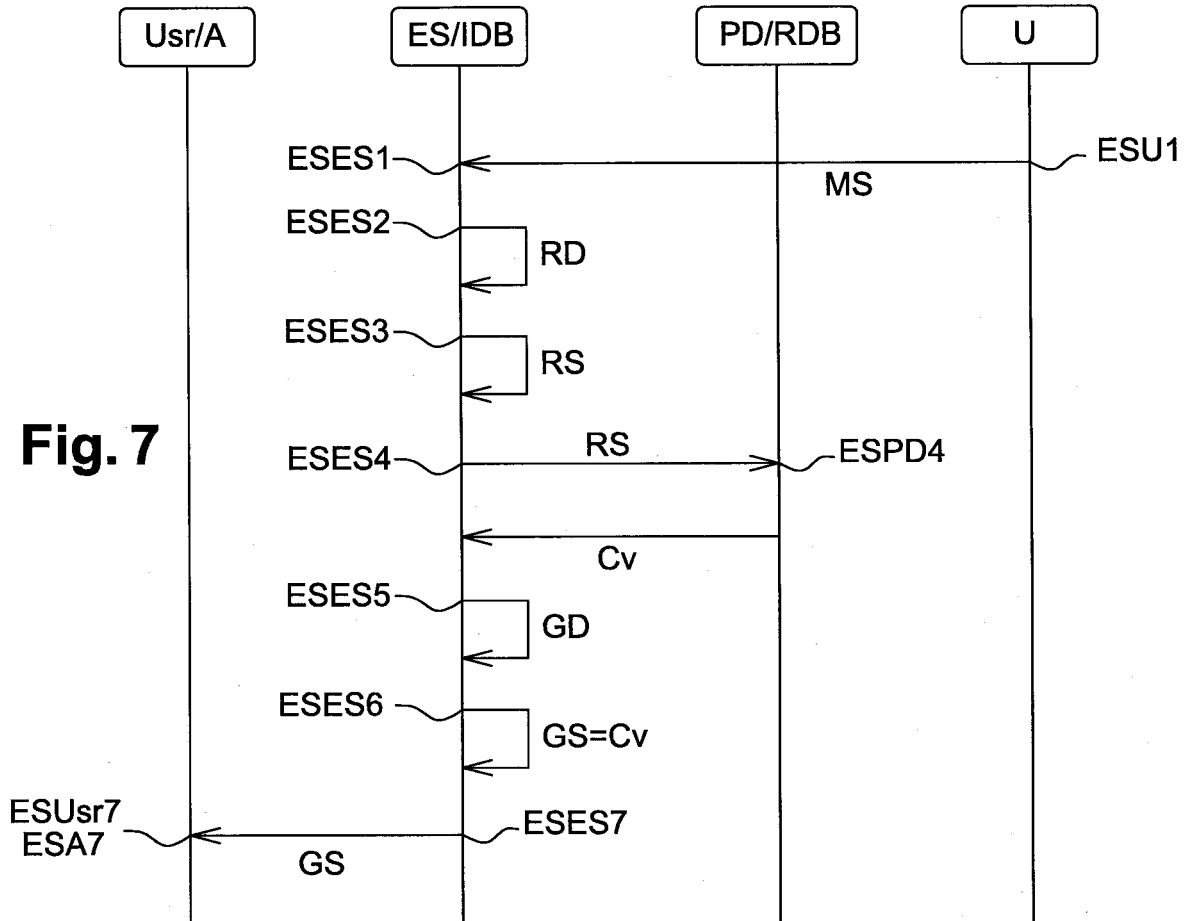 Usr/A
ES/IDB
PD/RDB
U
ESES1
ESU1
MS
ESES2
RD
ESES3
RS
Fig. 7
ESES4
RS
ESPD4
Cv
ESES5
GD
ESES6
GS=Cv
ESUsr7
ESA7
ESES7
GS